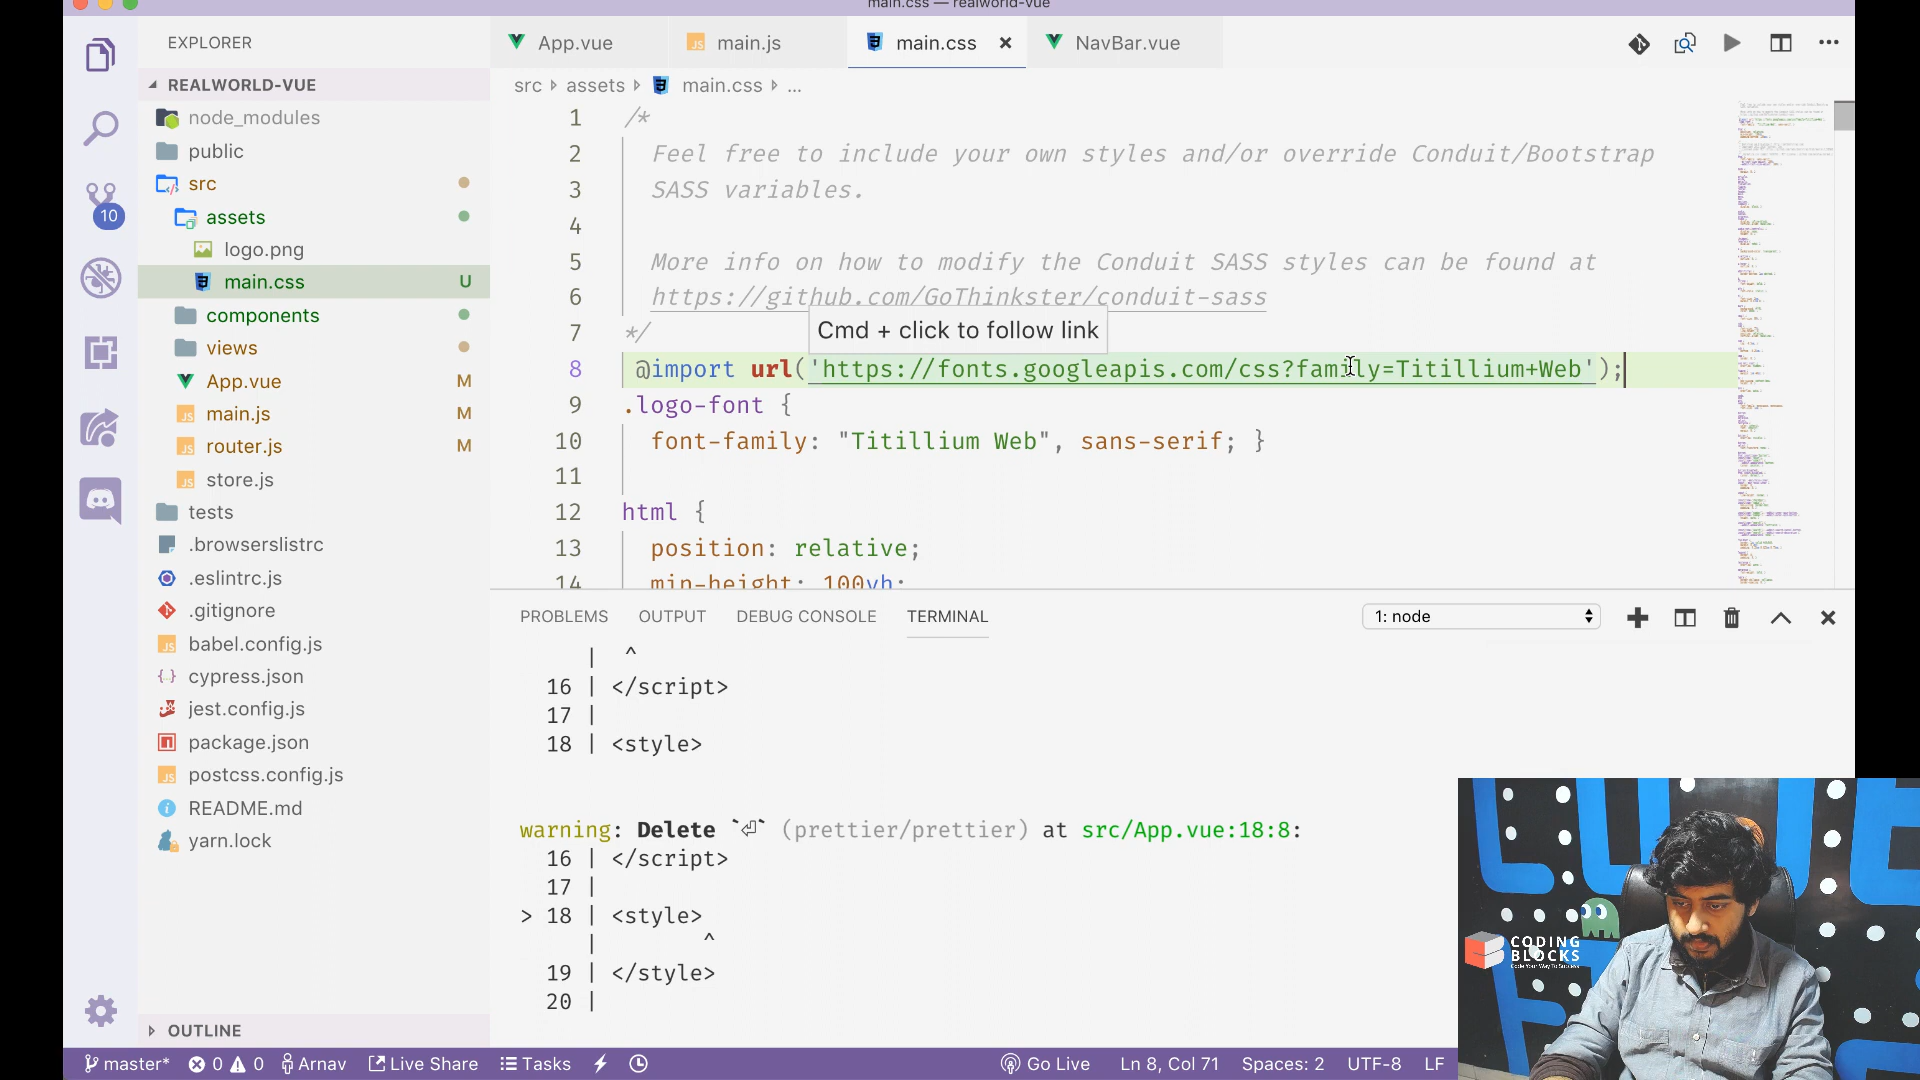 main.css — realworld-vue
EXPLORER
REALWORLD-VUE
node_modules
public
src
assets
logo.png
main.css U
components
views
App.vue M
main.js M
router.js M
store.js
tests
.browserslistrc
.eslintrc.js
.gitignore
babel.config.js
cypress.json
jest.config.js
package.json
postcss.config.js
README.md
yarn.lock
OUTLINE
10
App.vue
main.js
main.css
NavBar.vue
src assets main.css ...
1 /*
2 Feel free to include your own styles and/or override Conduit/Bootstrap
3 SASS variables.
4
5 More info on how to modify the Conduit SASS styles can be found at
6 https://github.com/GoThinkster/conduit-sass
7 */
Cmd + click to follow link
8 @import url('https://fonts.googleapis.com/css?family=Titillium+Web');
9 .logo-font {
10 font-family: "Titillium Web", sans-serif; }
11
12 html {
13 position: relative;
14 min-height: 100vh;
PROBLEMS OUTPUT DEBUG CONSOLE TERMINAL
1: node
| ^
16 | </script>
17 |
18 | <style>
warning: Delete `⏎` (prettier/prettier) at src/App.vue:18:8:
16 | </script>
17 |
> 18 | <style>
| ^
19 | </style>
20 |
CODING
BLOCKS
Code Your Way To Success
master* 0 0 Arnav Live Share Tasks Go Live Ln 8, Col 71 Spaces: 2 UTF-8 LF